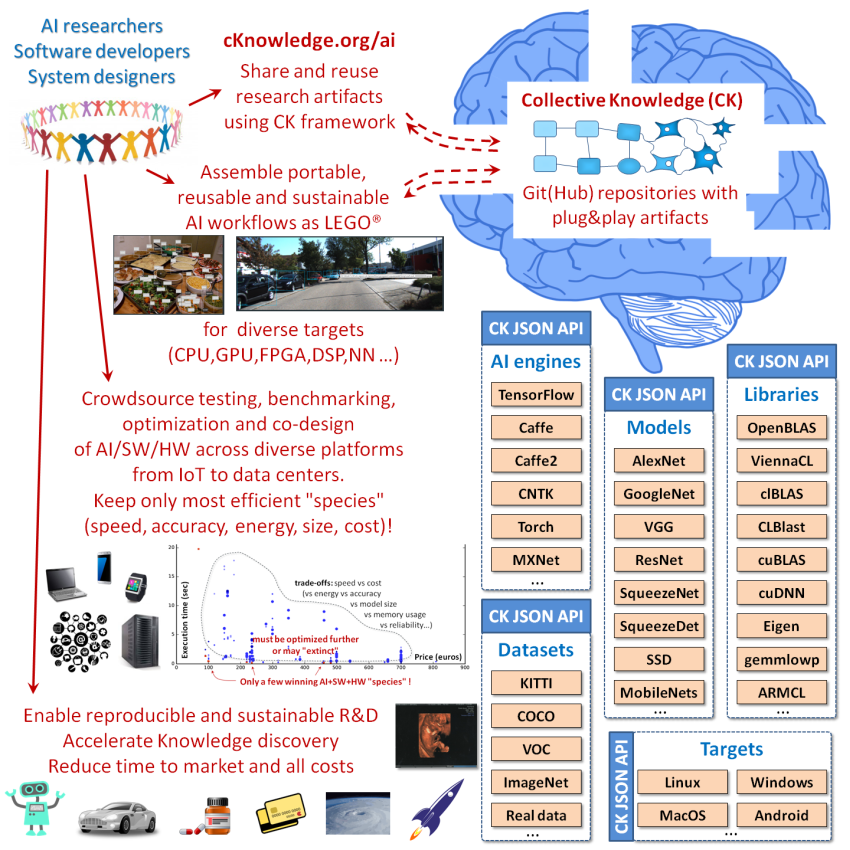 AI researchers
Software developers
System designers
cKnowledge.org/ai
Share and reuse
research artifacts
using CK framework
Collective Knowledge (CK)
Git(Hub) repositories with
plug&play artifacts
Assemble portable,
reusable and sustainable
AI workflows as LEGO®
for diverse targets
(CPU,GPU,FPGA,DSP,NN ...)
Crowdsource testing, benchmarking,
optimization and co-design
of AI/SW/HW across diverse platforms
from IoT to data centers.
Keep only most efficient "species"
(speed, accuracy, energy, size, cost)!
Execution time (sec)
20
15
10
5
0
0
100
200
300
400
500
600
700
800
900
Price (euros)
trade-offs: speed vs cost
(vs energy vs accuracy
vs model size
vs memory usage
vs reliability...)
must be optimized further
or may "extinct"
Only a few winning AI+SW+HW "species" !
Enable reproducible and sustainable R&D
Accelerate Knowledge discovery
Reduce time to market and all costs
CK JSON API
AI engines
TensorFlow
Caffe
Caffe2
CNTK
Torch
MXNet
...
CK JSON API
Models
AlexNet
GoogleNet
VGG
ResNet
SqueezeNet
SqueezeDet
SSD
MobileNets
...
CK JSON API
Libraries
OpenBLAS
ViennaCL
clBLAS
CLBlast
cuBLAS
cuDNN
Eigen
gemmlowp
ARMCL
...
CK JSON API
Datasets
KITTI
COCO
VOC
ImageNet
Real data
...
CK JSON API
Targets
Linux
Windows
MacOS
Android
...